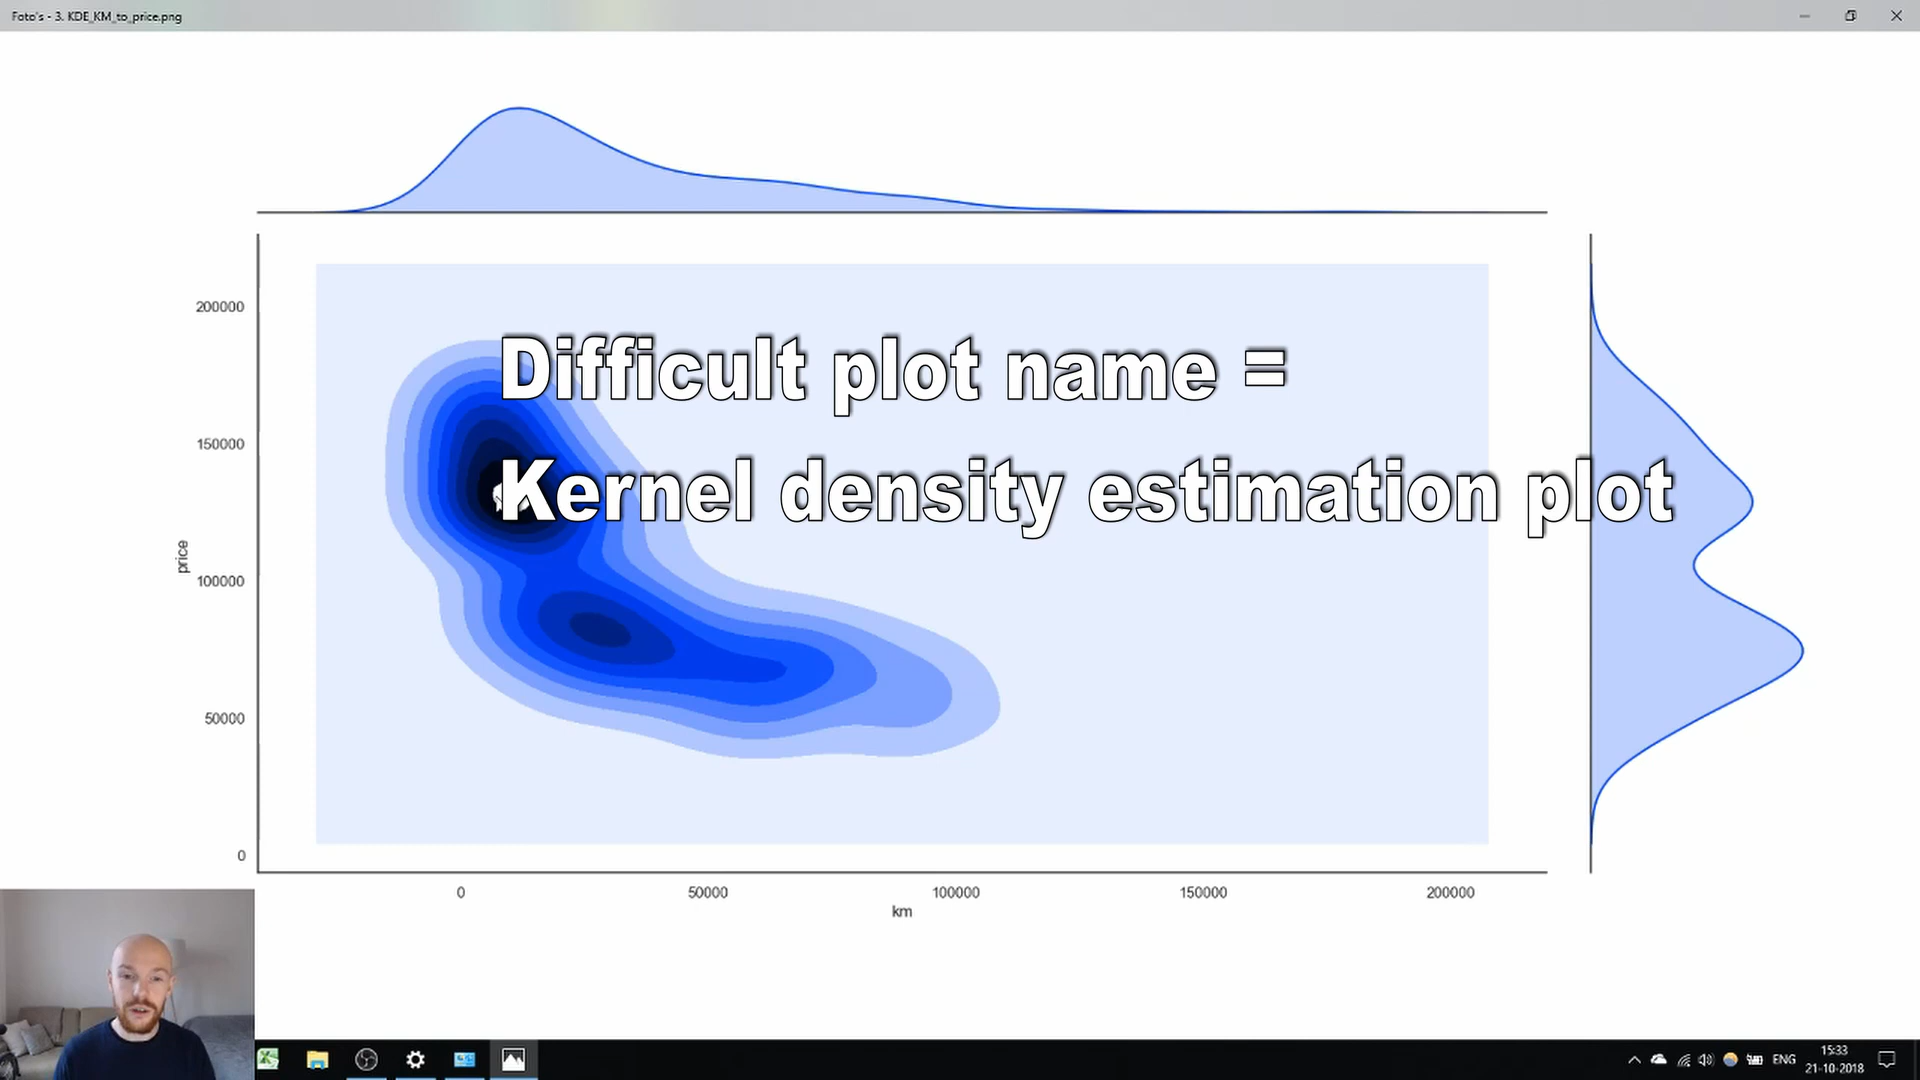 Foto's - 3. KDE_KM_to_price.png
200000
150000
100000
50000
0
price
Difficult plot name =
Kernel density estimation plot
0
50000
100000
150000
200000
km
ENG
15:33
21-10-2018